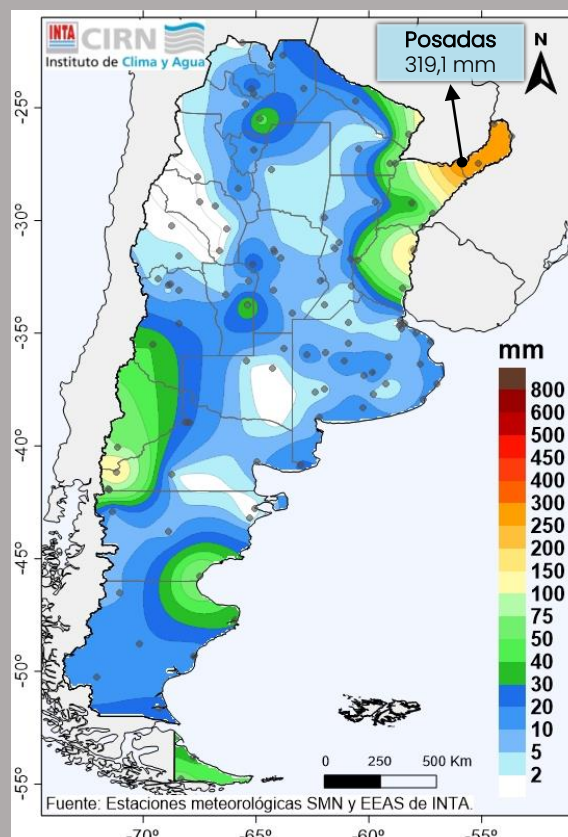 INTA CIRN
Instituto de Clima y Agua
Posadas
319,1 mm
N
-25°
-30°
-35°
-40°
-45°
-50°
-55°
mm
800
600
500
450
400
300
250
200
150
100
75
50
40
30
20
10
5
2
0 250 500 Km
Fuente: Estaciones meteorológicas SMN y EEAS de INTA.
-70° -65° -60° -55°